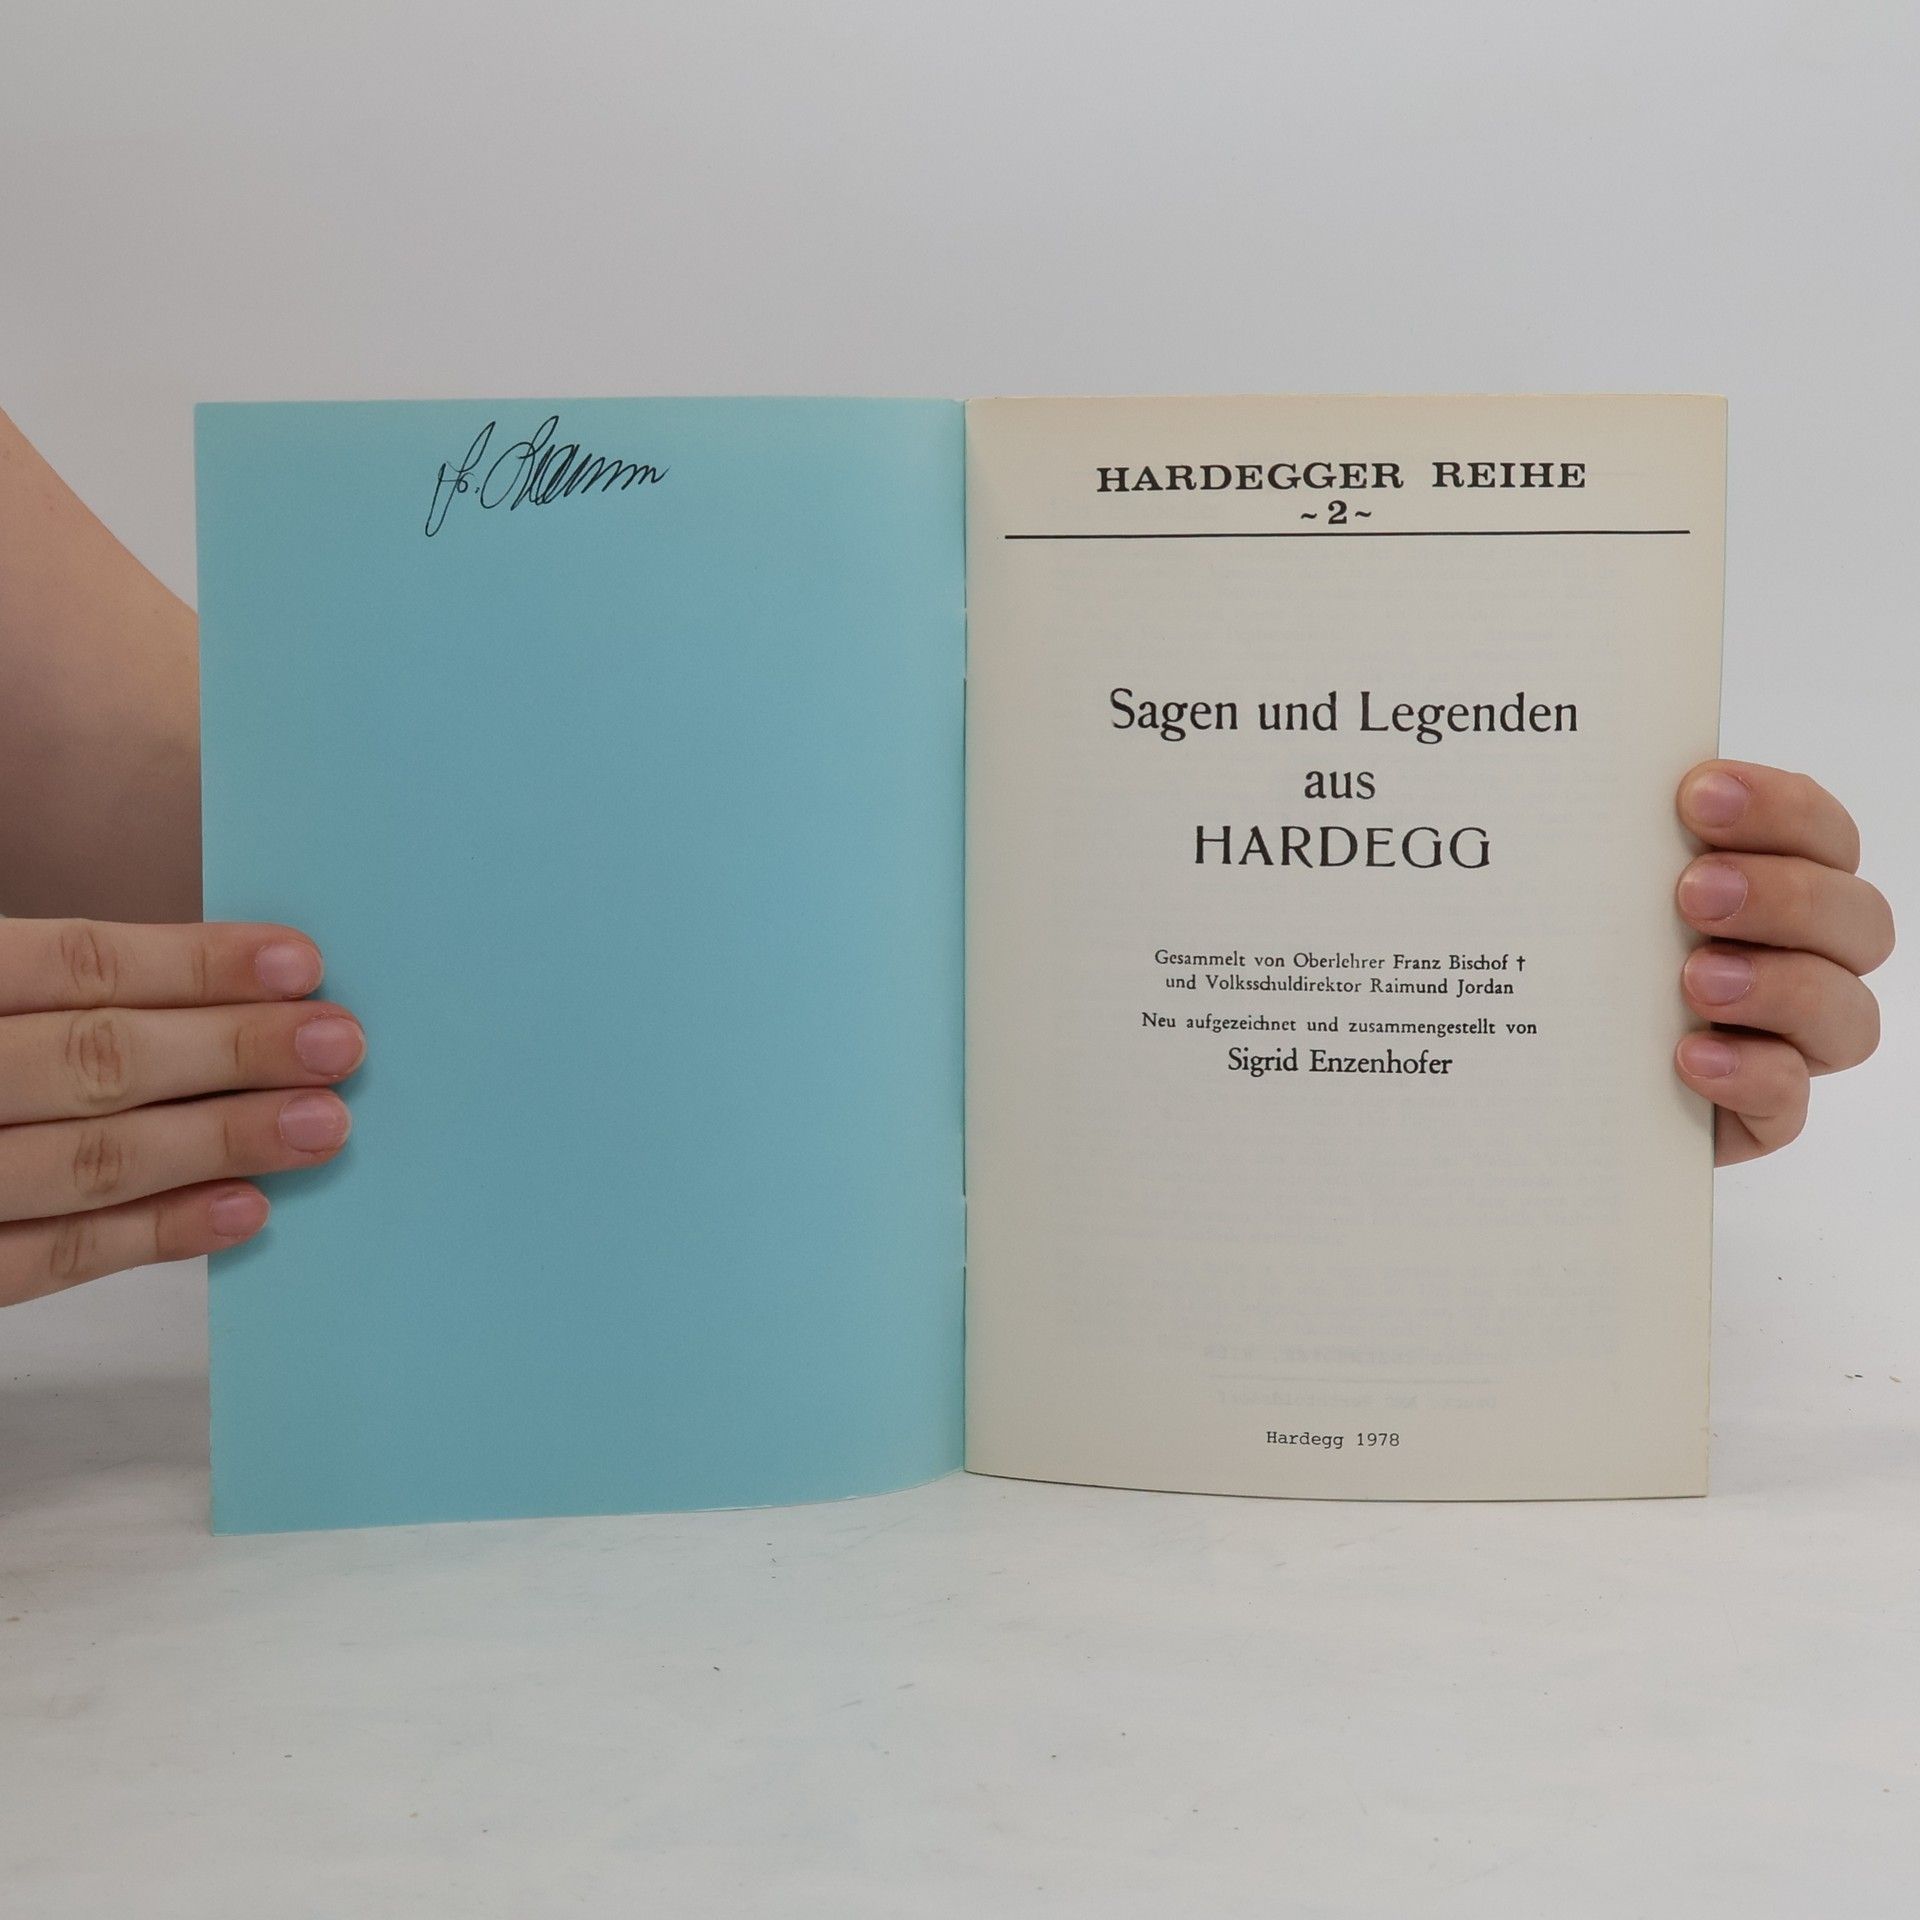 HARDEGGER REIHE
~2~
Sagen und Legenden
aus
HARDEGG
Gesammelt von Oberlehrer Franz Bischof †
und Volksschuldirektor Raimund Jordan
Neu aufgezeichnet und zusammengestellt von
Sigrid Enzenhofer
Hardegg 1978